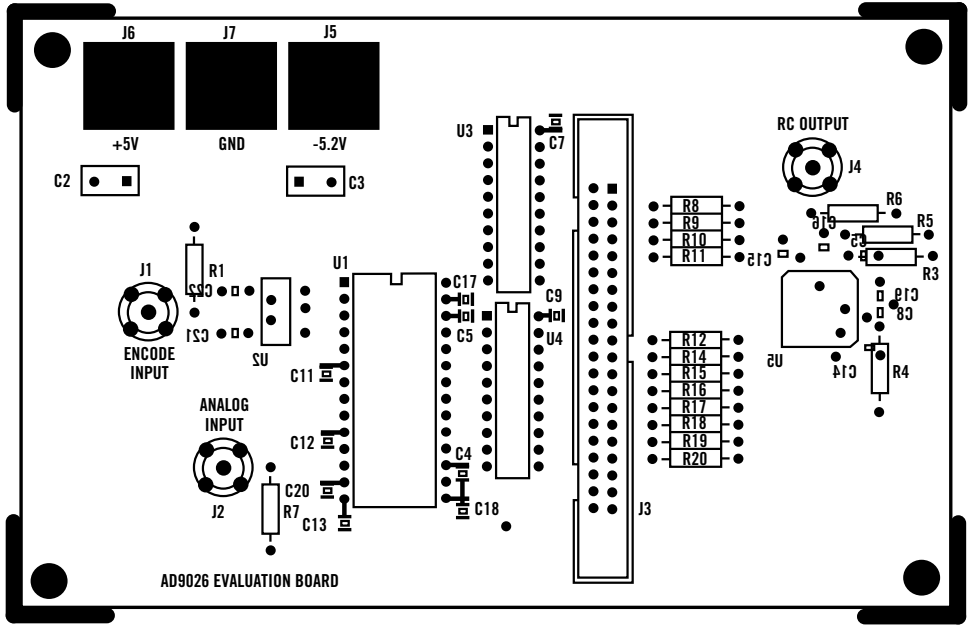 J6
J7
J5
+5V
GND
-5.2V
C2
C3
U3
C7
RC OUTPUT
J4
R6
C16
R5
C3
R3
C15
R8
R9
R10
R11
J1
R1
C22
C21
U2
ENCODE
INPUT
U1
C17
C5
C9
U4
C19
C8
U5
C14
R4
R12
R14
R15
R16
R17
R18
R19
R20
C11
ANALOG
INPUT
C12
C4
J2
C20
R7
C13
C18
J3
AD9026 EVALUATION BOARD